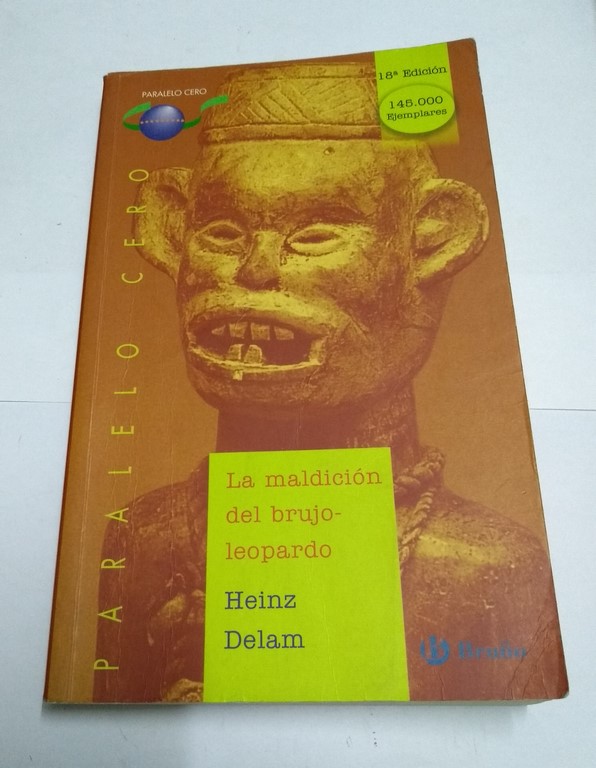 PARALELO CERO
18ª Edición
145.000
Ejemplares
PARALELO CERO
La maldición
del brujo-
leopardo
Heinz
Delam
Bruño